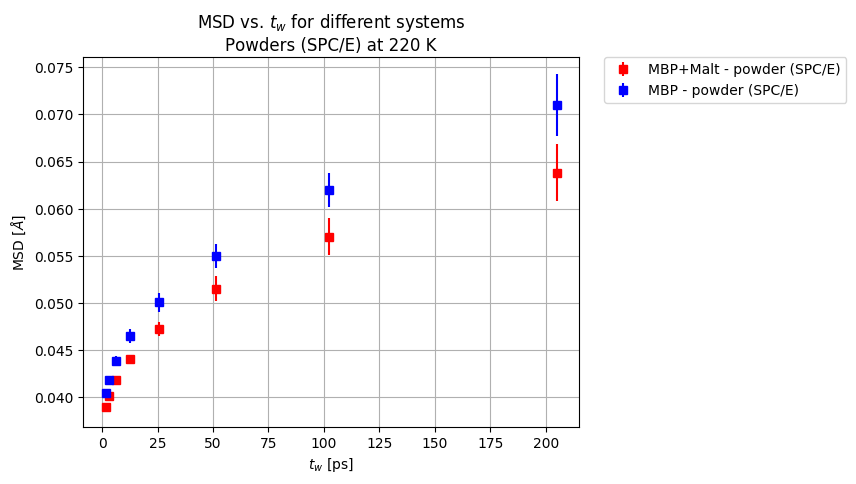 MSD vs. t_w for different systems
Powders (SPC/E) at 220 K
MBP+Malt - powder (SPC/E)
MBP - powder (SPC/E)
MSD [Å]
0.075
0.070
0.065
0.060
0.055
0.050
0.045
0.040
0 25 50 75 100 125 150 175 200
t_w [ps]